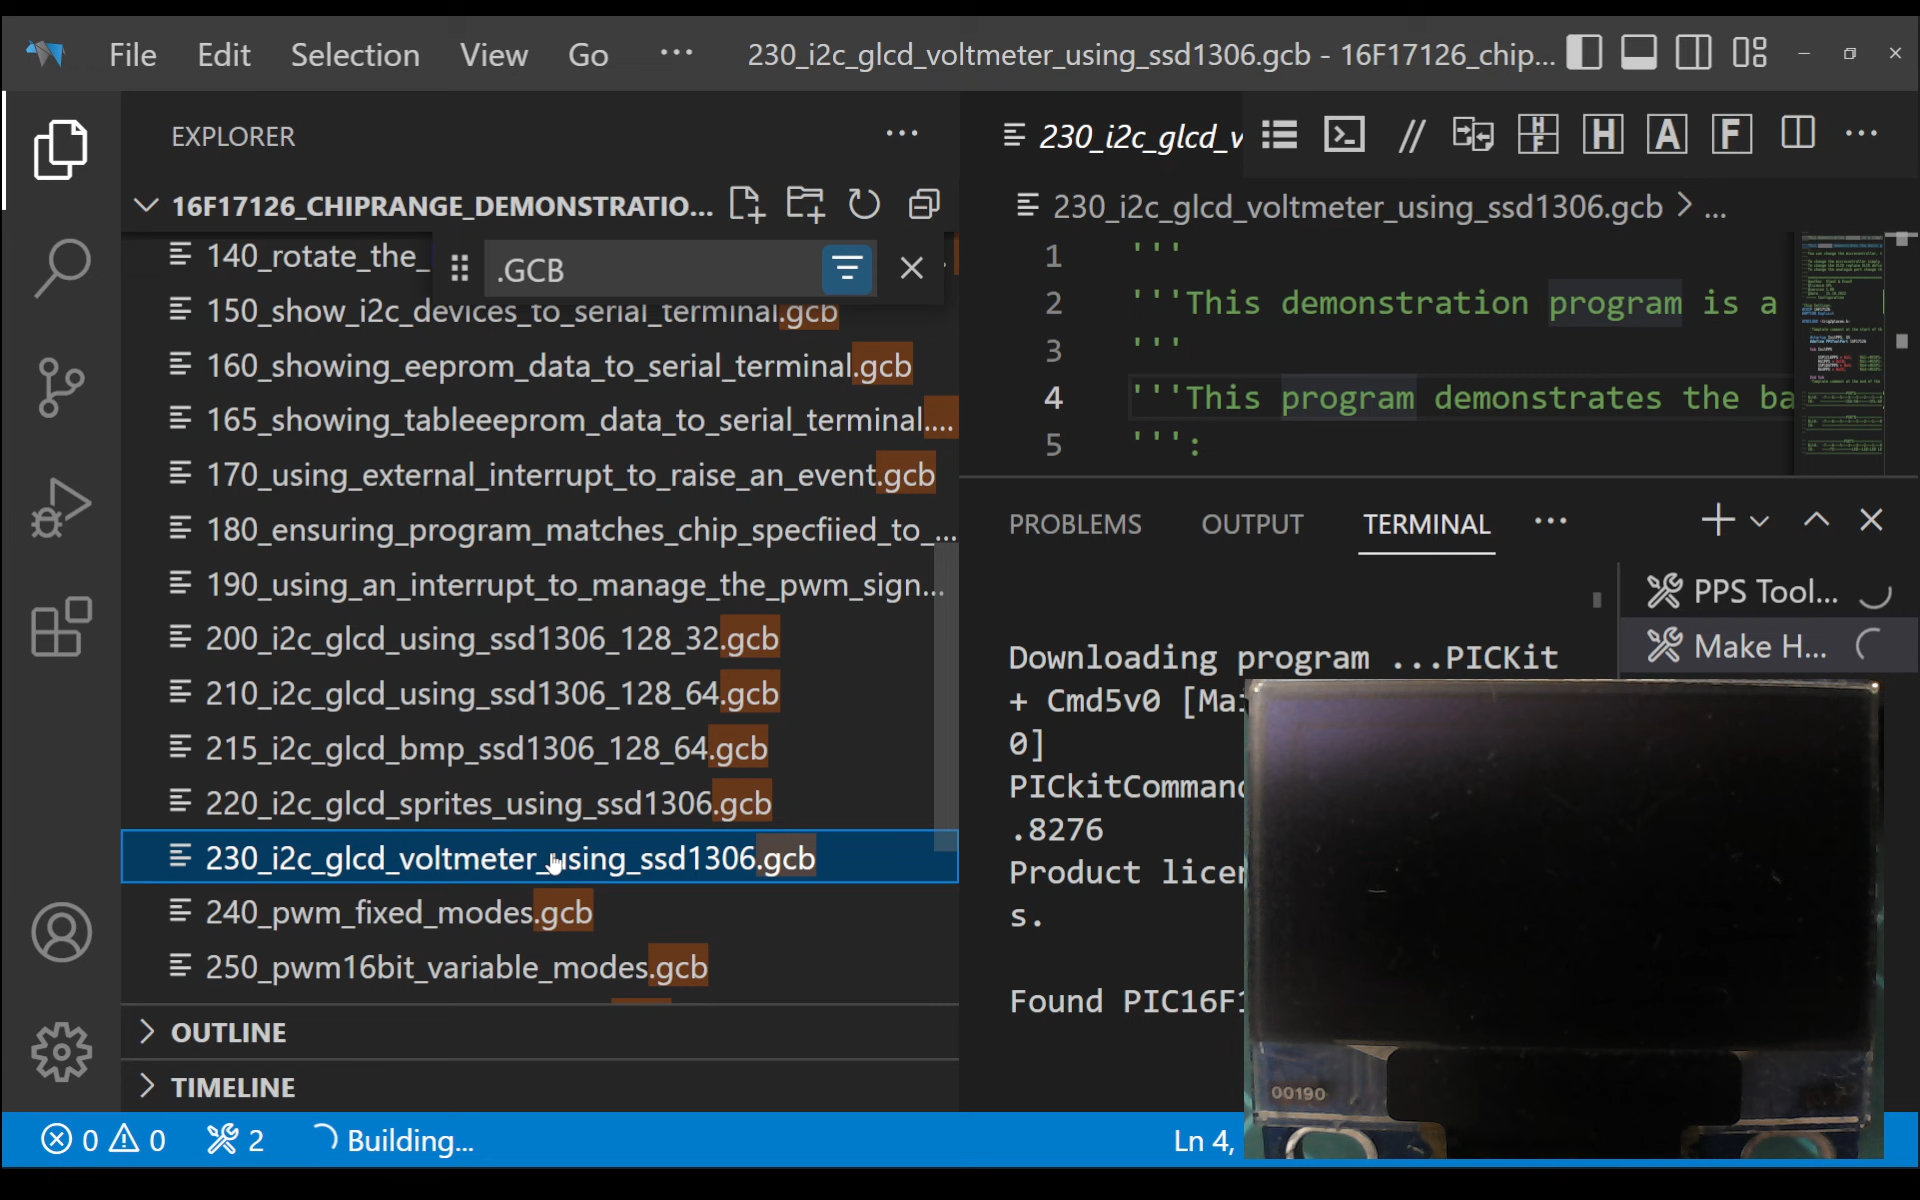 File Edit Selection View Go ... 230_i2c_glcd_voltmeter_using_ssd1306.gcb - 16F17126_chip...
EXPLORER
16F17126_CHIPRANGE_DEMONSTRATIO...
.GCB
140_rotate_the_
150_show_i2c_devices_to_serial_terminal.gcb
160_showing_eeprom_data_to_serial_terminal.gcb
165_showing_tableeeprom_data_to_serial_terminal....
170_using_external_interrupt_to_raise_an_event.gcb
180_ensuring_program_matches_chip_specfiied_to_...
190_using_an_interrupt_to_manage_the_pwm_sign...
200_i2c_glcd_using_ssd1306_128_32.gcb
210_i2c_glcd_using_ssd1306_128_64.gcb
215_i2c_glcd_bmp_ssd1306_128_64.gcb
220_i2c_glcd_sprites_using_ssd1306.gcb
230_i2c_glcd_voltmeter_using_ssd1306.gcb
240_pwm_fixed_modes.gcb
250_pwm16bit_variable_modes.gcb
OUTLINE
TIMELINE
230_i2c_glcd_v
H F H A F
230_i2c_glcd_voltmeter_using_ssd1306.gcb > ...
1 '''
2 '''This demonstration program is a
3 '''
4 '''This program demonstrates the ba
5 ''':
PROBLEMS OUTPUT TERMINAL ...
PPS Tool...
Make H...
Downloading program ...PICKit
+ Cmd5v0 [Mai
0]
PICkitCommand
.8276
Product licen
s.
Found PIC16F1
00190
0 0 2 Building... Ln 4,